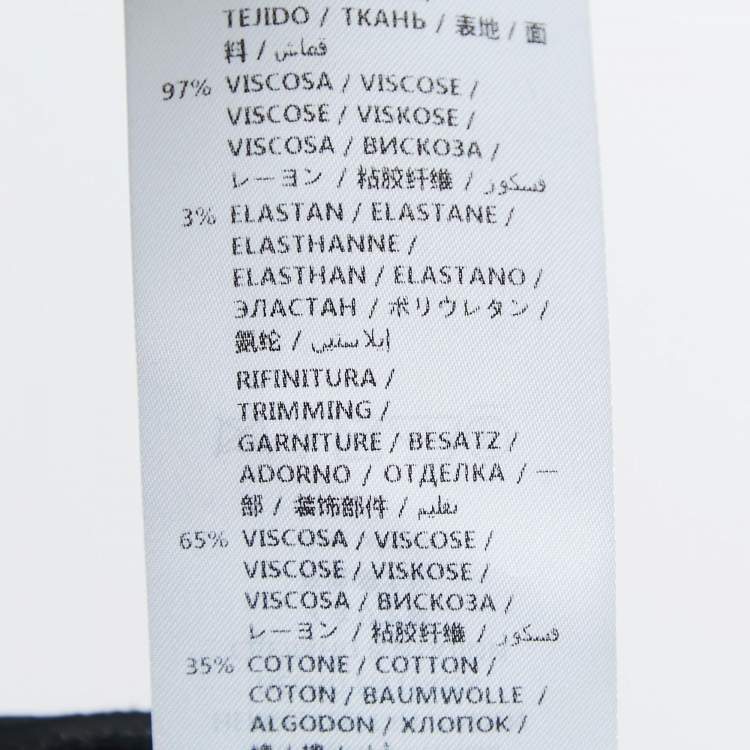 TEJIDO / ТКАНЬ / 表地 / 面
料 / قماش
97% VISCOSA / VISCOSE /
VISCOSE / VISKOSE /
VISCOSA / ВИСКОЗА /
レーヨン / 粘胶纤维 / فسكور
3% ELASTAN / ELASTANE /
ELASTHANNE /
ELASTHAN / ELASTANO /
ЭЛАСТАН / ポリウレタン /
氨纶 / إيلاستين
RIFINITURA /
TRIMMING /
GARNITURE / BESATZ /
ADORNO / ОТДЕЛКА / 一
部 / 装饰部件 / تقليم
65% VISCOSA / VISCOSE /
VISCOSE / VISKOSE /
VISCOSA / ВИСКОЗА /
レーヨン / 粘胶纤维 / فسكور
35% COTONE / COTTON /
COTON / BAUMWOLLE /
ALGODON / ХЛОПОК /